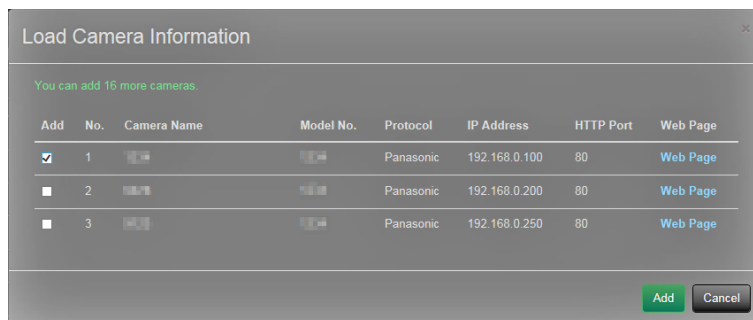 Load Camera Information
×
You can add 16 more cameras.
Add No. Camera Name Model No. Protocol IP Address HTTP Port Web Page
1 Panasonic 192.168.0.100 80 Web Page
2 Panasonic 192.168.0.200 80 Web Page
3 Panasonic 192.168.0.250 80 Web Page
Add Cancel